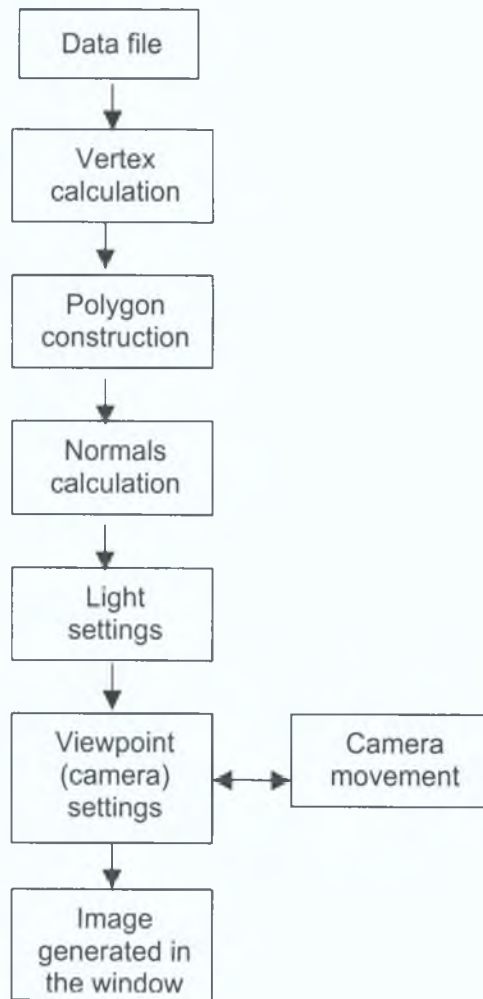 Data file
Vertex
calculation
Polygon
construction
Normals
calculation
Light
settings
Viewpoint
(camera)
settings
Camera
movement
Image
generated in
the window